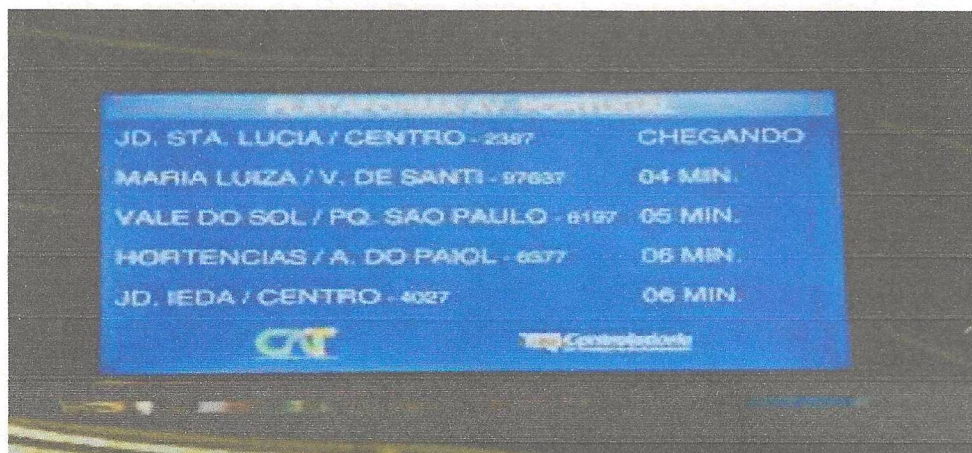 JD. STA. LUCIA / CENTRO - 2387 CHEGANDO
MARIA LUIZA / V. DE SANTI - 97637 04 MIN.
VALE DO SOL / PQ. SAO PAULO - 6197 05 MIN.
HORTENCIAS / A. DO PAIOL - 6377 06 MIN.
JD. IEDA / CENTRO - 4027 06 MIN.